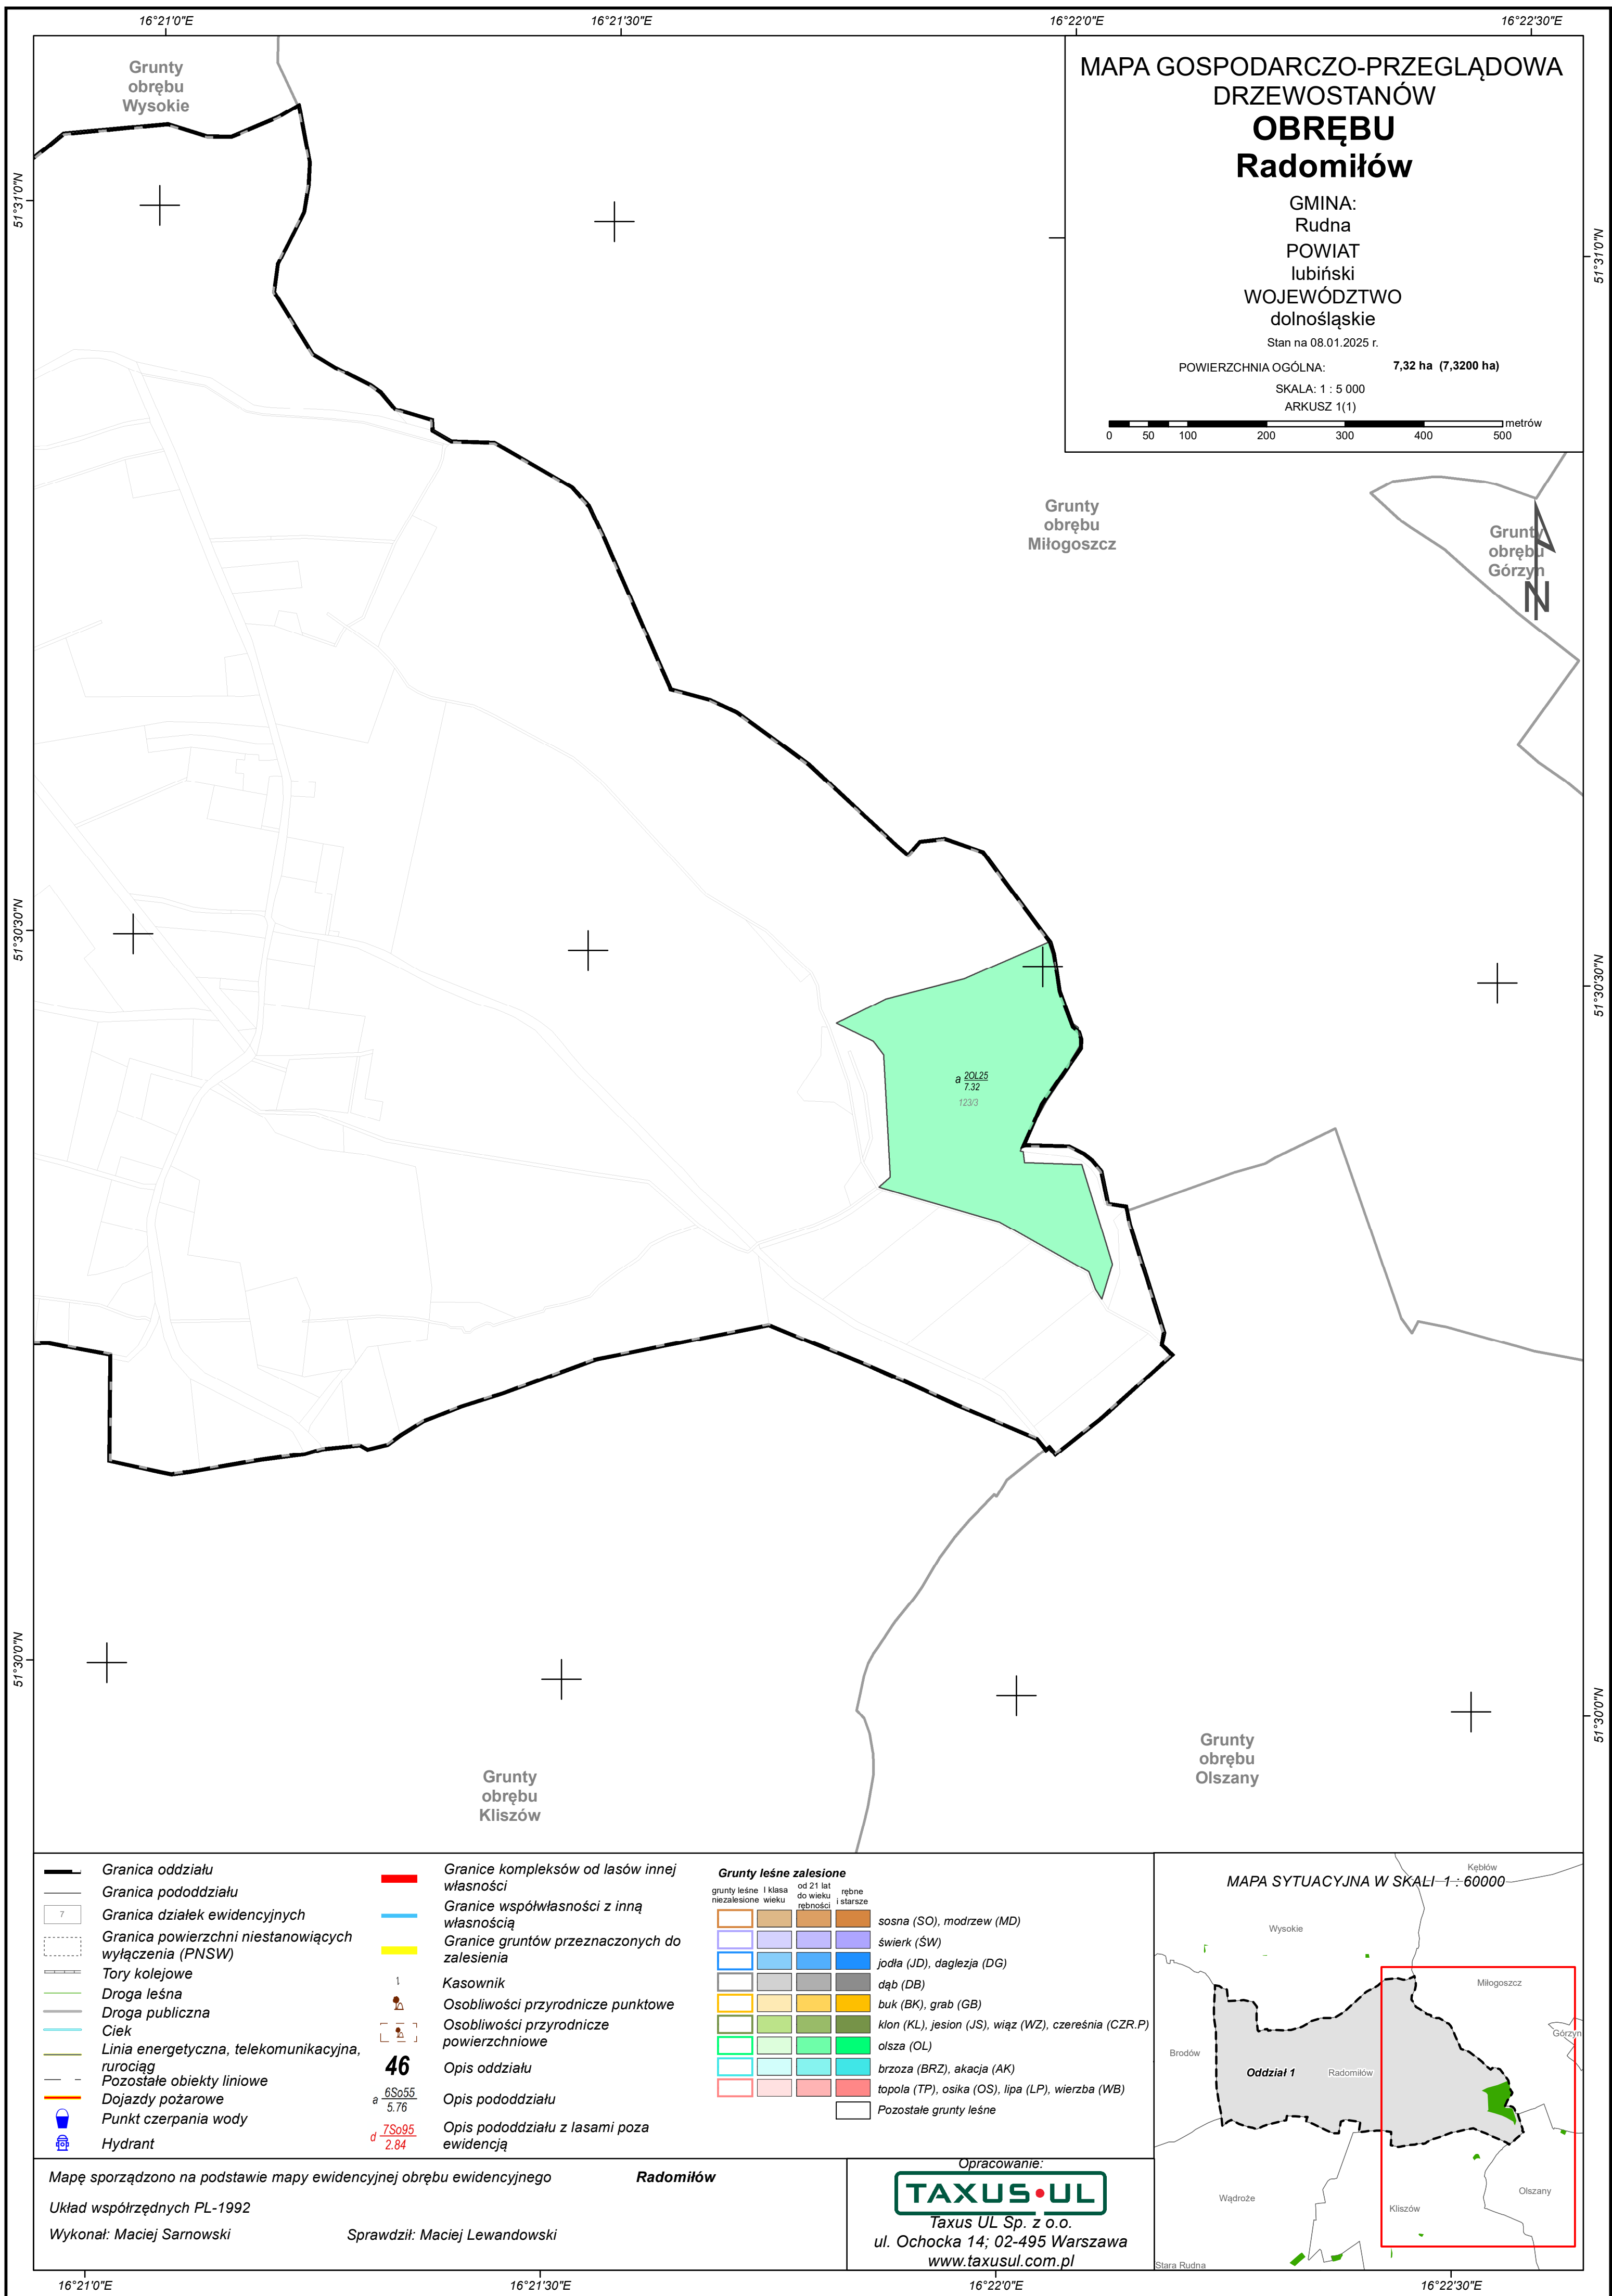 16°21'0"E
16°21'30"E
16°22'0"E
16°22'30"E
MAPA GOSPODARCZO-PRZEGLĄDOWA
DRZEWOSTANÓW
OBRĘBU
Radomiłów
GMINA:
Rudna
POWIAT
lubiński
WOJEWÓDZTWO
dolnośląskie
Stan na 08.01.2025 r.
POWIERZCHNIA OGÓLNA: 7,32 ha (7,3200 ha)
SKALA: 1 : 5 000
ARKUSZ 1(1)
metrów
0 50 100 200 300 400 500
Grunty
obrębu
Wysokie
51°31'0"N
51°31'0"N
Grunty
obrębu
Miłogoszcz
Grunty
obrębu
Górzyn
N
51°30'30"N
51°30'30"N
a 2OL25
7.32
123/3
51°30'0"N
51°30'0"N
Grunty
obrębu
Olszany
Grunty
obrębu
Kliszów
Granica oddziału
Granica pododdziału
7
Granica działek ewidencyjnych
Granica powierzchni niestanowiących
wyłączenia (PNSW)
Tory kolejowe
Droga leśna
Droga publiczna
Ciek
Linia energetyczna, telekomunikacyjna,
rurociąg
Pozostałe obiekty liniowe
Dojazdy pożarowe
Punkt czerpania wody
Hydrant
Granice kompleksów od lasów innej
własności
Granice współwłasności z inną
własnością
Granice gruntów przeznaczonych do
zalesienia
Kasownik
Osobliwości przyrodnicze punktowe
Osobliwości przyrodnicze
powierzchniowe
46
Opis oddziału
a 6So55
5.76
Opis pododdziału
d 7So95
2.84
Opis pododdziału z lasami poza
ewidencją
Grunty leśne zalesione
grunty leśne
niezalesione
I klasa
wieku
od 21 lat
do wieku
rębności
rębne
i starsze
sosna (SO), modrzew (MD)
świerk (ŚW)
jodła (JD), daglezja (DG)
dąb (DB)
buk (BK), grab (GB)
klon (KL), jesion (JS), wiąz (WZ), czereśnia (CZR.P)
olsza (OL)
brzoza (BRZ), akacja (AK)
topola (TP), osika (OS), lipa (LP), wierzba (WB)
Pozostałe grunty leśne
MAPA SYTUACYJNA W SKALI 1 : 60000
Kębłów
Wysokie
Miłogoszcz
Górzyn
Brodów
Oddział 1
Radomiłów
Wądroże
Kliszów
Olszany
Stara Rudna
Mapę sporządzono na podstawie mapy ewidencyjnej obrębu ewidencyjnego Radomiłów
Układ współrzędnych PL-1992
Wykonał: Maciej Sarnowski Sprawdził: Maciej Lewandowski
Opracowanie:
TAXUS UL
Taxus UL Sp. z o.o.
ul. Ochocka 14; 02-495 Warszawa
www.taxusul.com.pl
16°21'0"E
16°21'30"E
16°22'0"E
16°22'30"E